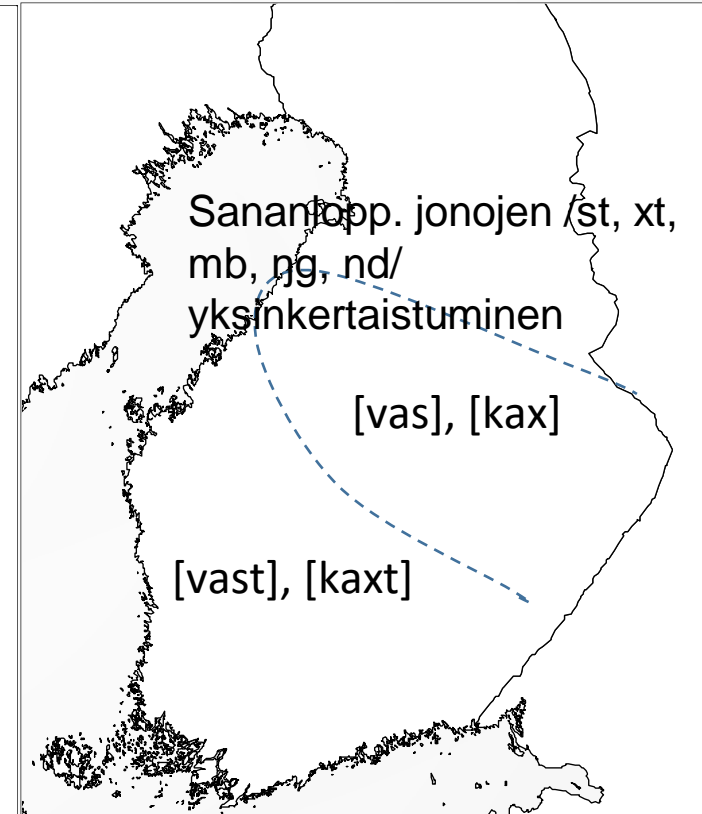 Sananlopp. jonojen /st, xt,
mb, ŋg, nd/
yksinkertaistuminen
[vas], [kax]
[vast], [kaxt]